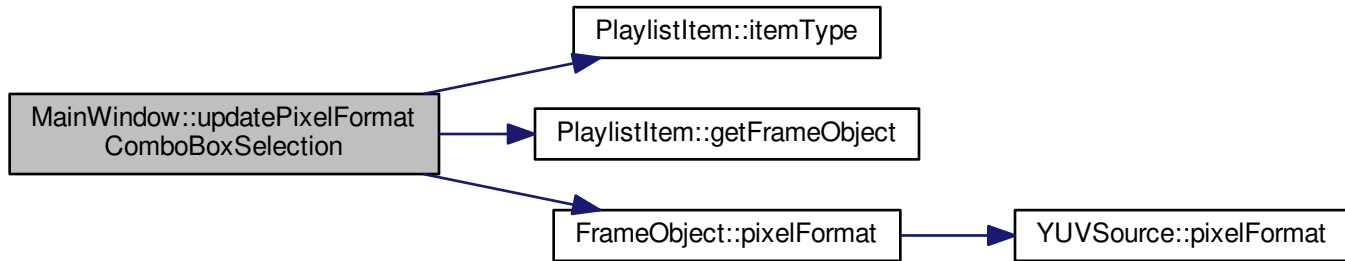 PlaylistItem::itemType
MainWindow::updatePixelFormat
ComboBoxSelection
PlaylistItem::getFrameObject
FrameObject::pixelFormat
YUVSource::pixelFormat